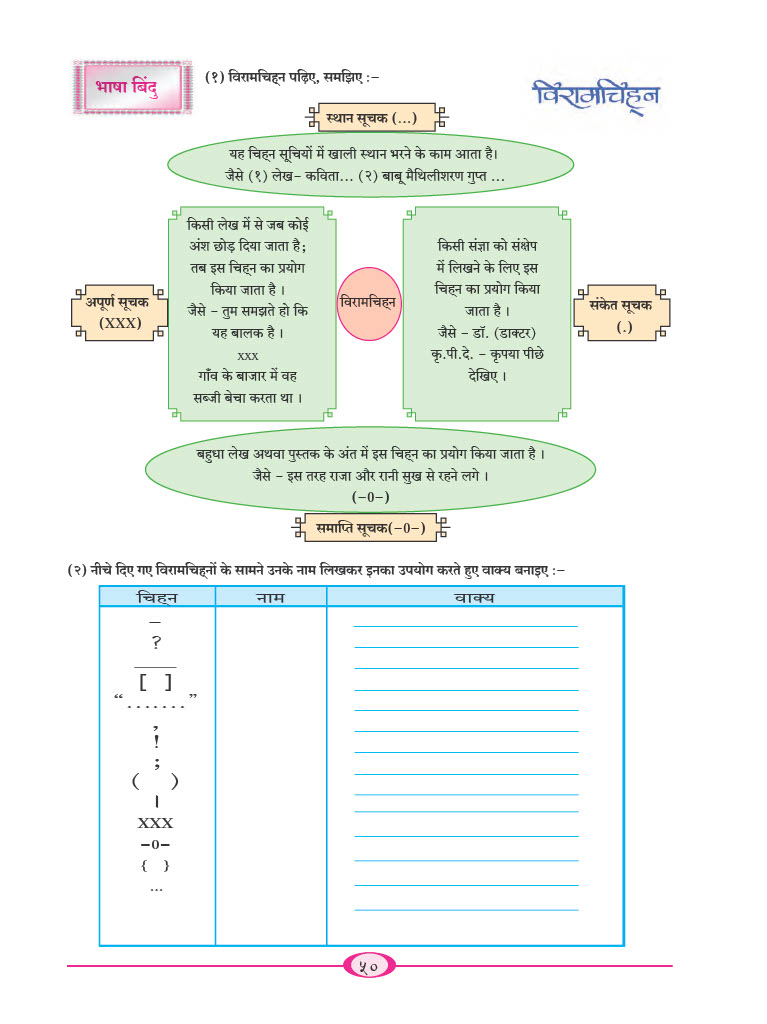 भाषा बिंदु
(१) विरामचिह्न पढ़िए, समझिए :–
विरामचिह्न
स्थान सूचक (...)
यह चिह्न सूचियों में खाली स्थान भरने के काम आता है।
जैसे (१) लेख– कविता... (२) बाबू मैथिलीशरण गुप्त ...
अपूर्ण सूचक
(XXX)
किसी लेख में से जब कोई
अंश छोड़ दिया जाता है;
तब इस चिह्न का प्रयोग
किया जाता है ।
जैसे – तुम समझते हो कि
यह बालक है ।
xxx
गाँव के बाजार में वह
सब्जी बेचा करता था ।
विरामचिह्न
किसी संज्ञा को संक्षेप
में लिखने के लिए इस
चिह्न का प्रयोग किया
जाता है ।
जैसे – डॉ. (डाक्टर)
कृ.पी.दे. – कृपया पीछे
देखिए ।
संकेत सूचक
(.)
बहुधा लेख अथवा पुस्तक के अंत में इस चिह्न का प्रयोग किया जाता है ।
जैसे – इस तरह राजा और रानी सुख से रहने लगे ।
(–0–)
समाप्ति सूचक(–0–)
(२) नीचे दिए गए विरामचिह्नों के सामने उनके नाम लिखकर इनका उपयोग करते हुए वाक्य बनाइए :–
चिह्न नाम वाक्य
–
?
____
[ ]
“ ....... ”
,
!
;
( )
।
XXX
–0–
{ }
...
५०